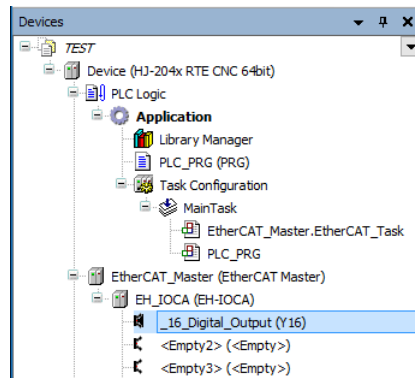 Devices
TEST
Device (HJ-204x RTE CNC 64bit)
PLC Logic
Application
Library Manager
PLC_PRG (PRG)
Task Configuration
MainTask
EtherCAT_Master.EtherCAT_Task
PLC_PRG
EtherCAT_Master (EtherCAT Master)
EH_IOCA (EH-IOCA)
_16_Digital_Output (Y16)
<Empty2> (<Empty>)
<Empty3> (<Empty>)